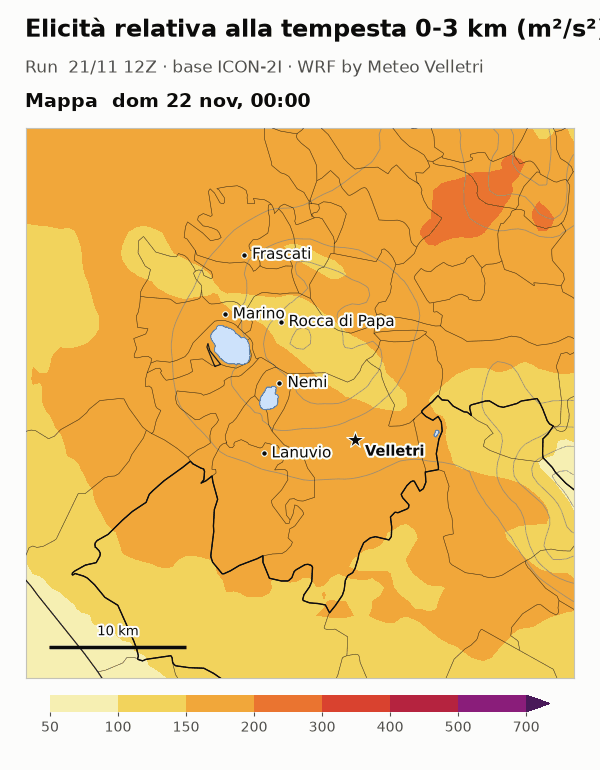 Elicità relativa alla tempesta 0-3 km (m²/s²)
Run 21/11 12Z · base ICON-2I · WRF by Meteo Velletri
Mappa dom 22 nov, 00:00
Frascati
Marino
Rocca di Papa
Nemi
Velletri
Lanuvio
10 km
50 100 150 200 300 400 500 700